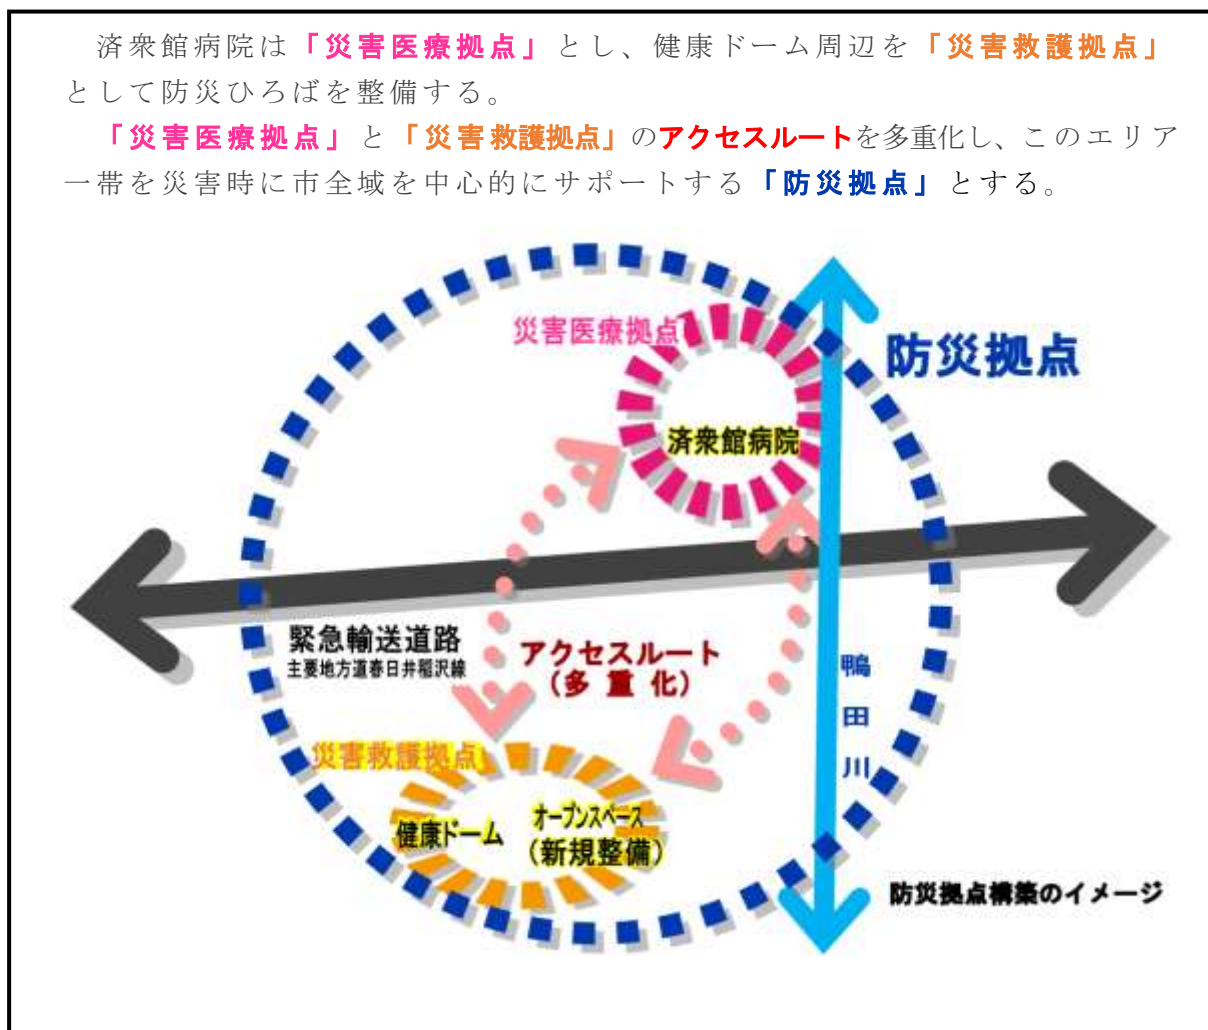 済衆館病院は「災害医療拠点」とし、健康ドーム周辺を「災害救護拠点」
として防災ひろばを整備する。
「災害医療拠点」と「災害救護拠点」のアクセスルートを多重化し、このエリア
一帯を災害時に市全域を中心的にサポートする「防災拠点」とする。
災害医療拠点
防災拠点
済衆館病院
緊急輸送道路
主要地方道春日井稲沢線
アクセスルート
（多重化）
鴨田川
災害救護拠点
健康ドーム
オープンスペース
（新規整備）
防災拠点構築のイメージ